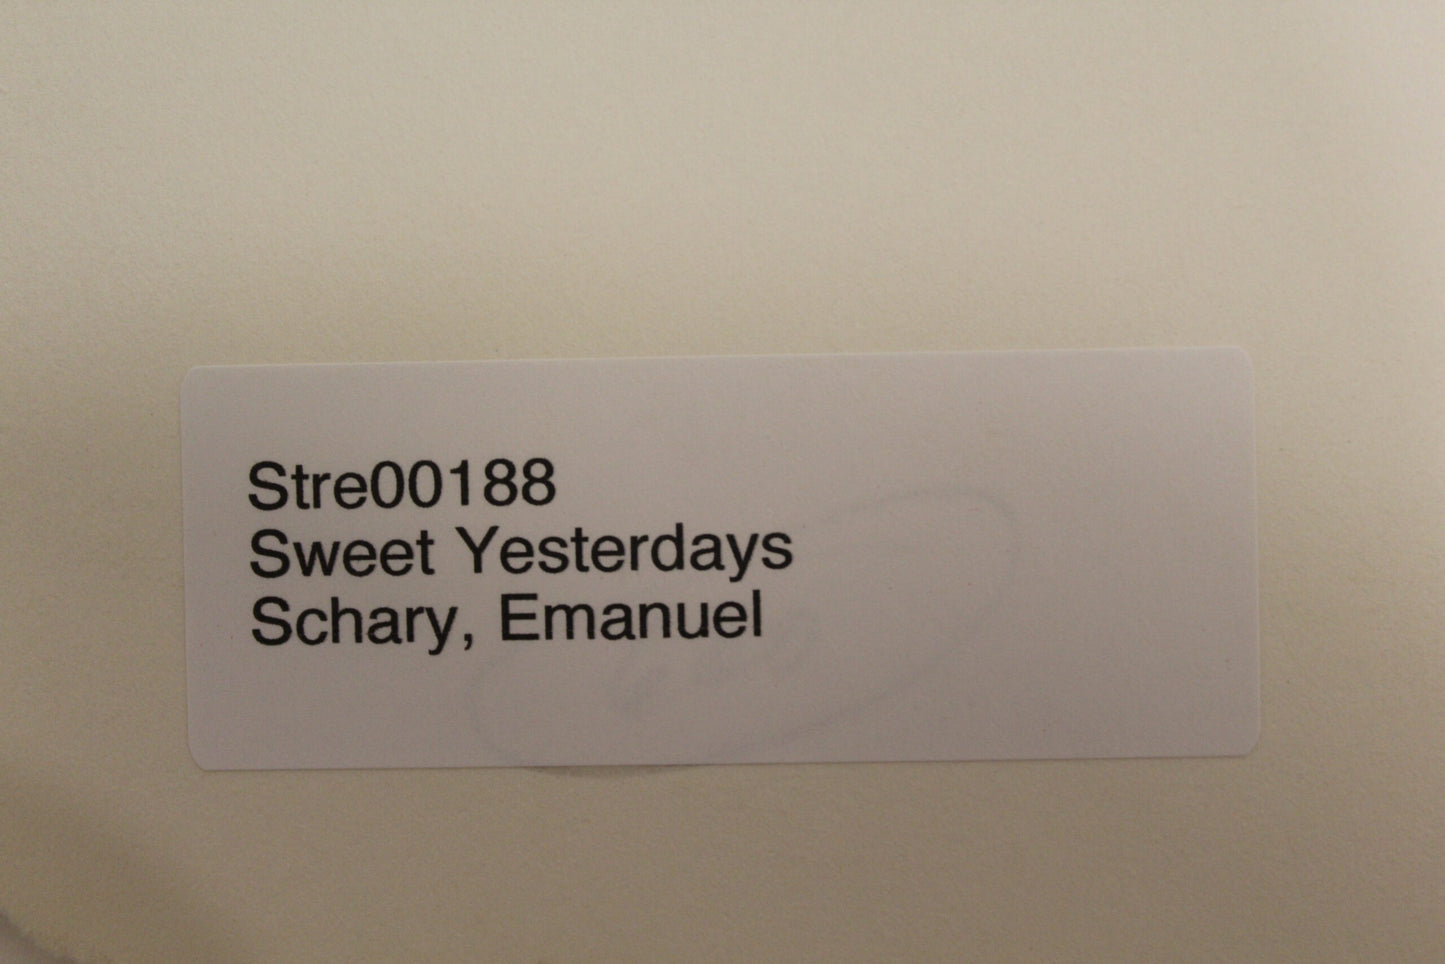 Stre00188
Sweet Yesterdays
Schary, Emanuel